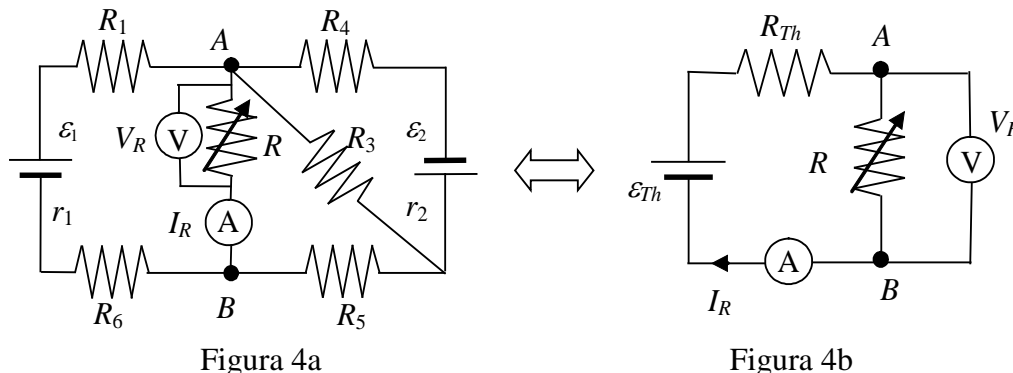 R1 A R4
RTh A
ε1 VR V R R3 ε2
R V
εTh
r1 IR A r2
A
IR B
R6 B R5
Figura 4a Figura 4b